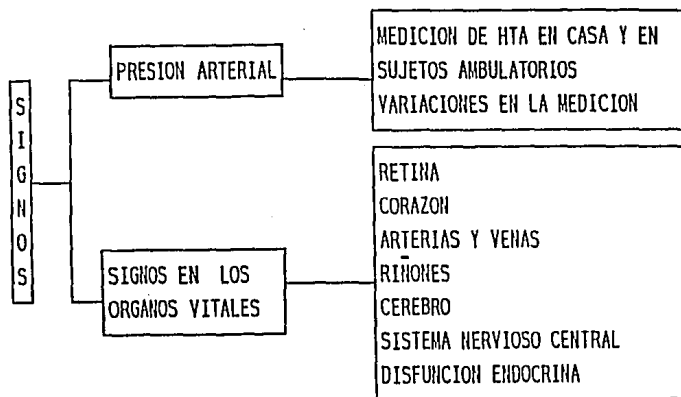 SIGNOS
PRESION ARTERIAL
MEDICION DE HTA EN CASA Y EN
SUJETOS AMBULATORIOS
VARIACIONES EN LA MEDICION
SIGNOS EN LOS
ORGANOS VITALES
RETINA
CORAZON
ARTERIAS Y VENAS
RIÑONES
CEREBRO
SISTEMA NERVIOSO CENTRAL
DISFUNCION ENDOCRINA